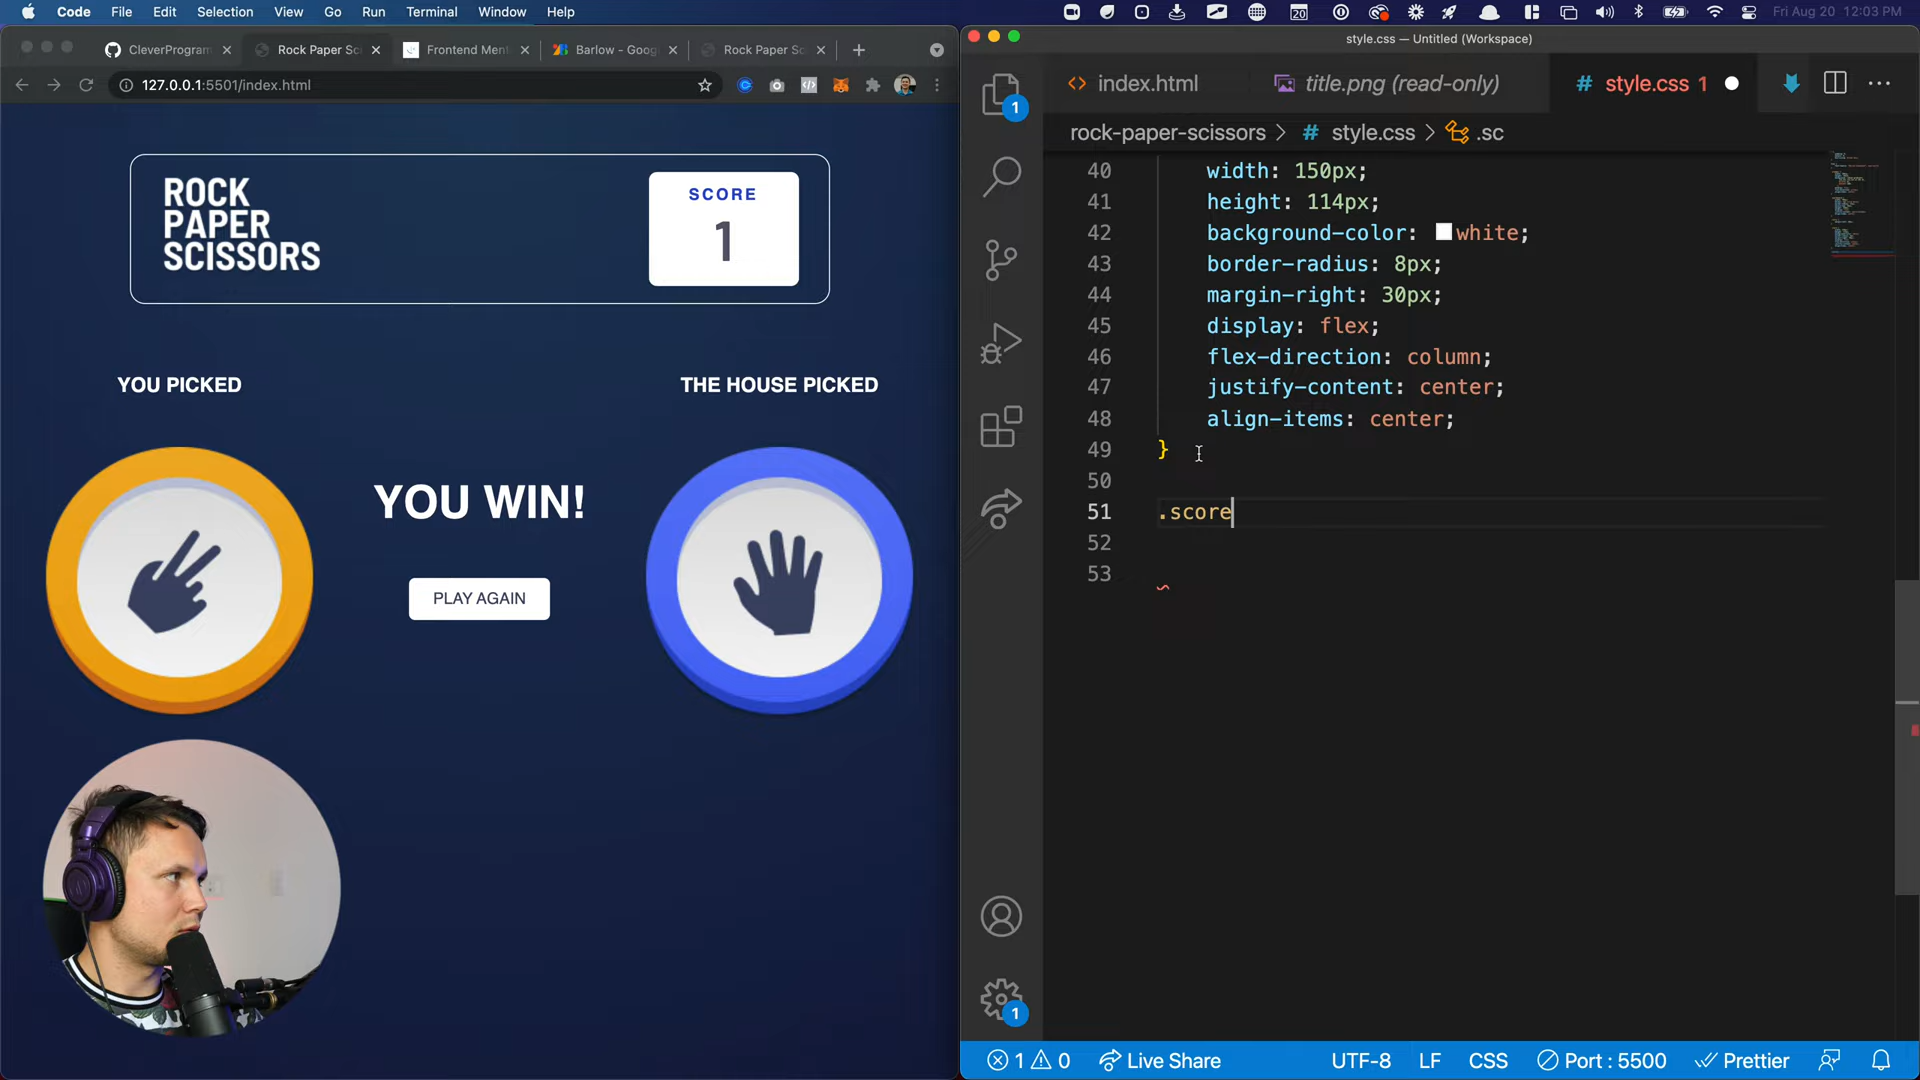 Code File Edit Selection View Go Run Terminal Window Help
20 Fri Aug 20 12:03 PM
CleverProgram Rock Paper Sc Frontend Ment Barlow - Goog Rock Paper Sc
127.0.0.1:5501/index.html
ROCK
PAPER
SCISSORS
SCORE
1
YOU PICKED
THE HOUSE PICKED
YOU WIN!
PLAY AGAIN
style.css — Untitled (Workspace)
index.html title.png (read-only) # style.css 1
rock-paper-scissors > # style.css > .sc
1
40 width: 150px;
41 height: 114px;
42 background-color: white;
43 border-radius: 8px;
44 margin-right: 30px;
45 display: flex;
46 flex-direction: column;
47 justify-content: center;
48 align-items: center;
49 }
50
51 .score
52
53
1
1 0 Live Share UTF-8 LF CSS Port : 5500 Prettier